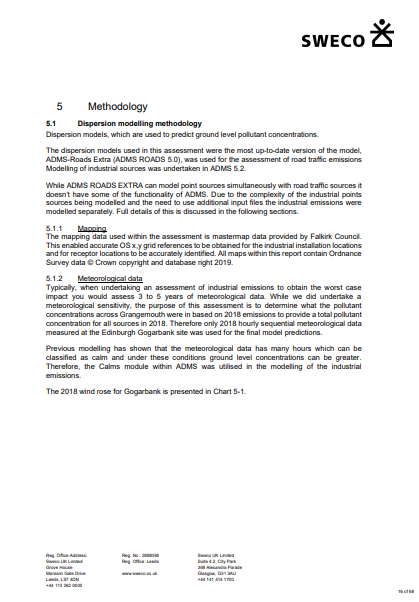 SWECO
5 Methodology
5.1 Dispersion modelling methodology
Dispersion models, which are used to predict ground level pollutant concentrations.
The dispersion models used in this assessment were the most up-to-date version of the model,
ADMS-Roads Extra (ADMS ROADS 5.0), was used for the assessment of road traffic emissions
Modelling of industrial sources was undertaken in ADMS 5.2.
While ADMS ROADS EXTRA can model point sources simultaneously with road traffic sources it
doesn't have some of the functionality of ADMS. Due to the complexity of the industrial points
sources being modelled and the need to use additional input files the industrial emissions were
modelled separately. Full details of this is discussed in the following sections.
5.1.1 Mapping
The mapping data used within the assessment is mastermap data provided by Falkirk Council.
This enabled accurate OS x,y grid references to be obtained for the industrial installation locations
and for receptor locations to be accurately identified. All maps within this report contain Ordnance
Survey data © Crown copyright and database right 2019.
5.1.2 Meteorological data
Typically, when undertaking an assessment of industrial emissions to obtain the worst case
impact you would assess 3 to 5 years of meteorological data. While we did undertake a
meteorological sensitivity, the purpose of this assessment is to determine what the pollutant
concentrations across Grangemouth were in based on 2018 emissions to provide a total pollutant
concentration for all sources in 2018. Therefore only 2018 hourly sequential meteorological data
measured at the Edinburgh Gogarbank site was used for the final model predictions.
Previous modelling has shown that the meteorological data has many hours which can be
classified as calm and under these conditions ground level concentrations can be greater.
Therefore, the Calms module within ADMS was utilised in the modelling of the industrial
emissions.
The 2018 wind rose for Gogarbank is presented in Chart 5-1.
Reg. Office Address:
Sweco UK Limited
Grove House
Mansion Gate Drive
Leeds, LS7 4DN
+44 113 262 0000
Reg. No.: 2888385
Reg. Office: Leeds
www.sweco.co.uk
Sweco UK Limited
Suite 4.2, City Park
368 Alexandra Parade
Glasgow, G31 3AU
+44 141 414 1700
16 of 68